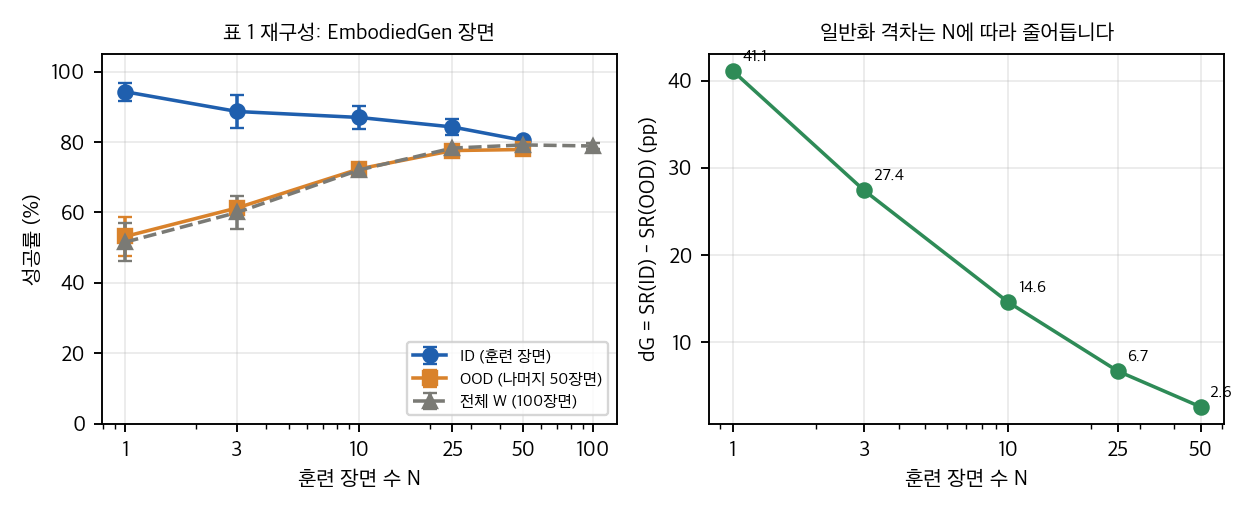 표 1 재구성: EmbodiedGen 장면
100
80
60
40
20
0
성공률 (%)
1
3
10
25
50
100
훈련 장면 수 N
ID (훈련 장면)
OOD (나머지 50장면)
전체 W (100장면)
일반화 격차는 N에 따라 줄어듭니다
40
30
20
10
dG = SR(ID) - SR(OOD) (pp)
41.1
27.4
14.6
6.7
2.6
1
3
10
25
50
훈련 장면 수 N